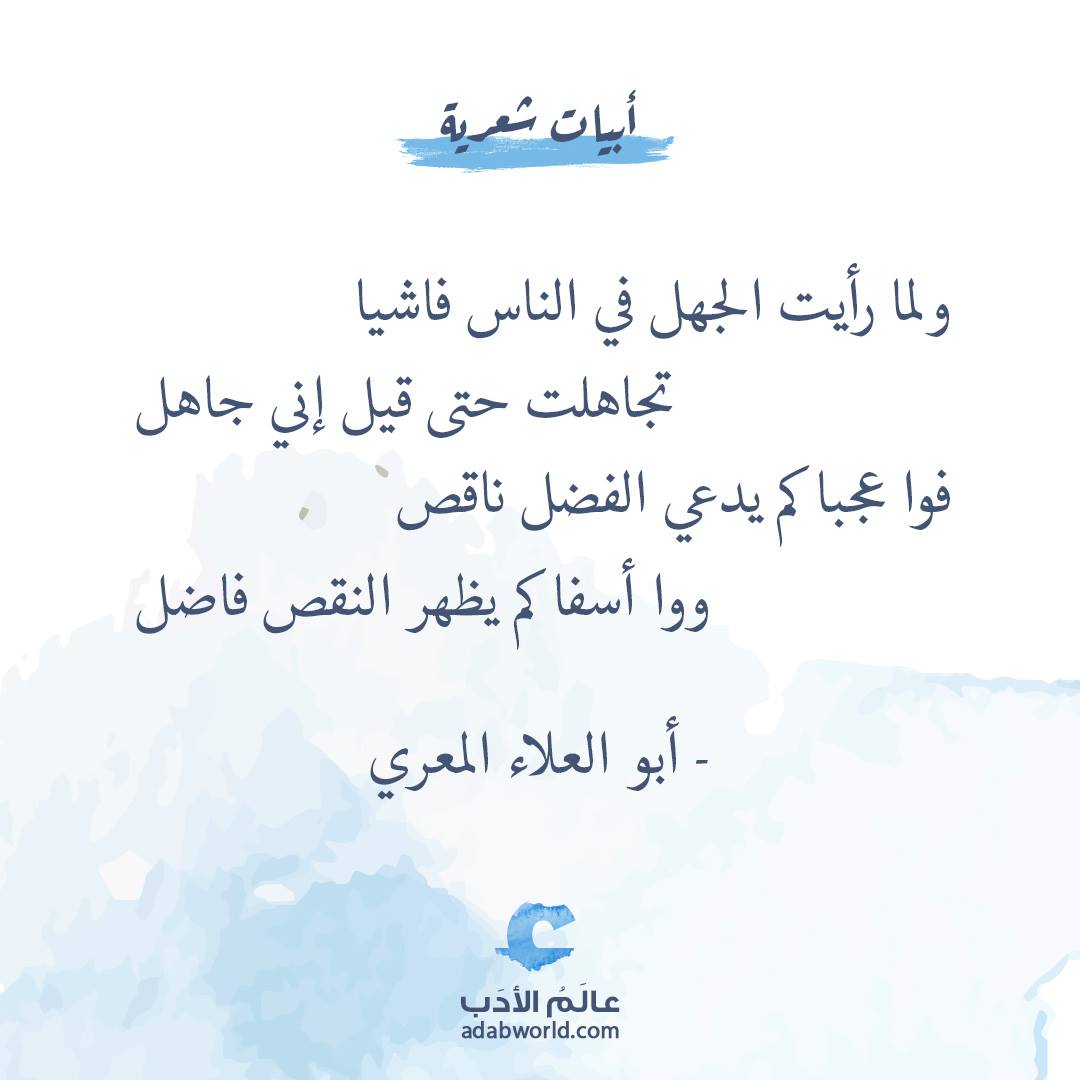 أبيات شعرية
ولما رأيت الجهل في الناس فاشيا
تجاهلت حتى قيل إني جاهل
فوا عجبا كم يدعي الفضل ناقص
ووا أسفا كم يظهر النقص فاضل
- أبو العلاء المعري
عالَمُ الأدَب
adabworld.com